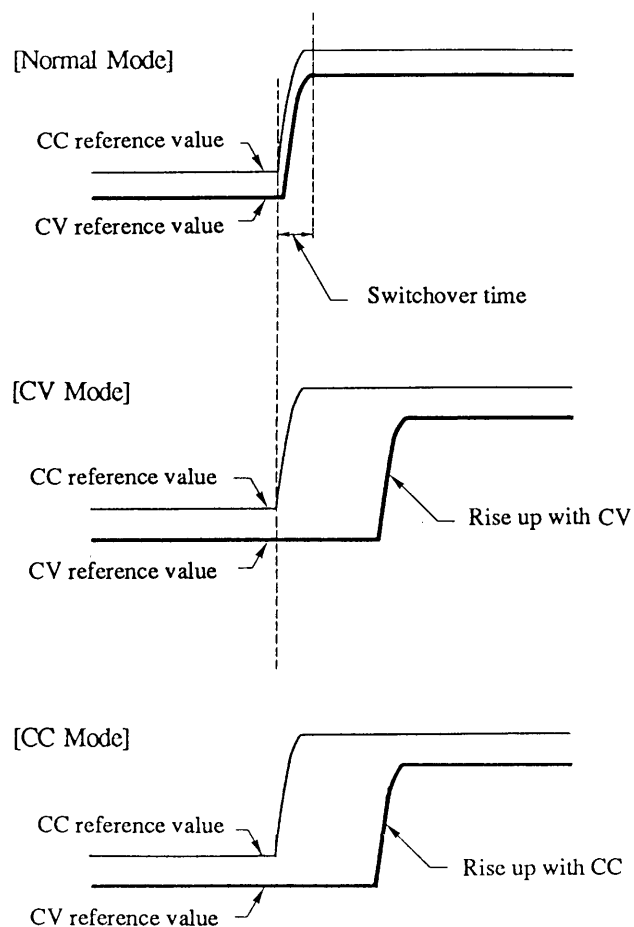 [Normal Mode]
CC reference value
CV reference value
Switchover time
[CV Mode]
CC reference value
Rise up with CV
CV reference value
[CC Mode]
CC reference value
Rise up with CC
CV reference value